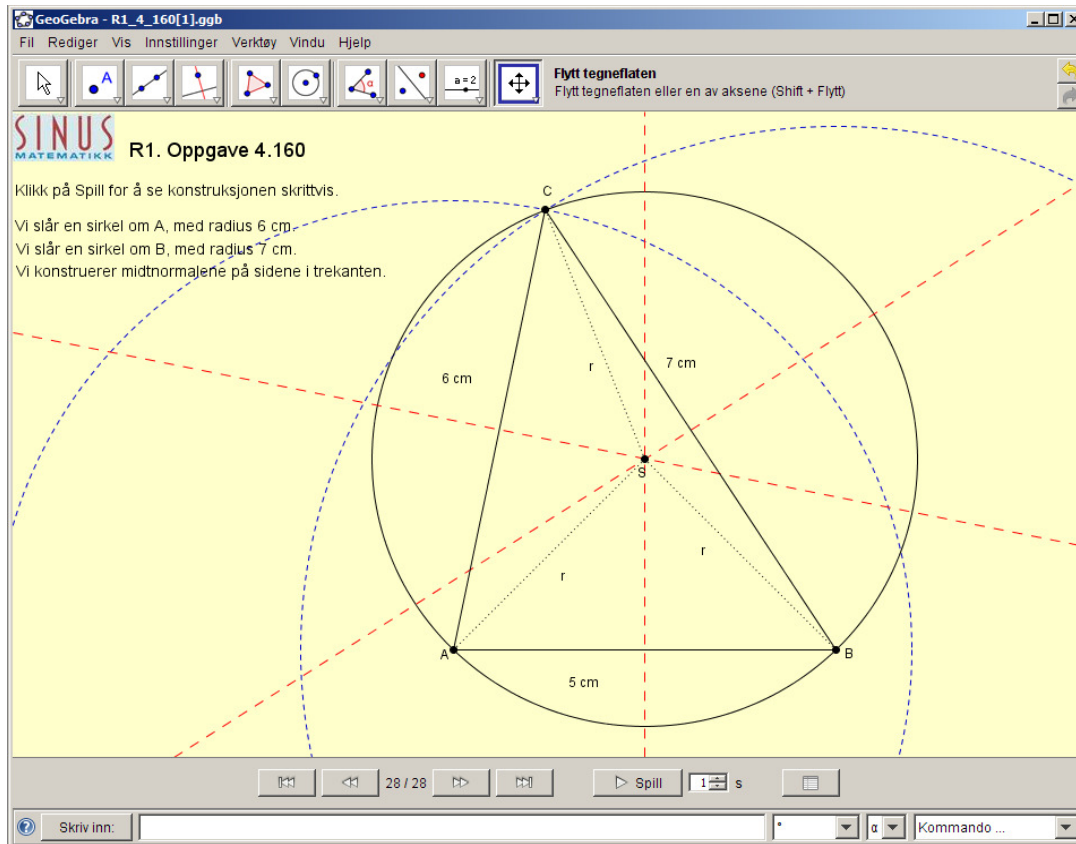 GeoGebra - R1_4_160[1].ggb
Fil Rediger Vis Innstillinger Verktøy Vindu Hjelp
A
α
a = 2
Flytt tegneflaten
Flytt tegneflaten eller en av aksene (Shift + Flytt)
SINUS
MATEMATIKK
R1. Oppgave 4.160
Klikk på Spill for å se konstruksjonen skrittvis.
Vi slår en sirkel om A, med radius 6 cm.
Vi slår en sirkel om B, med radius 7 cm.
Vi konstruerer midtnormalene på sidene i trekanten.
C
6 cm
r
7 cm
S
r
r
A
B
5 cm
28 / 28
Spill
1
s
Skriv inn:
°
α
Kommando ...